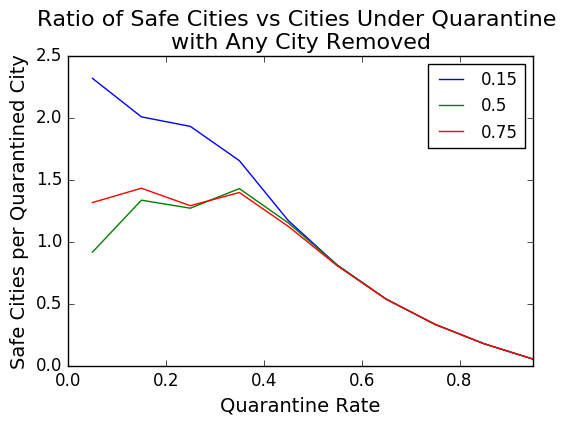 Ratio of Safe Cities vs Cities Under Quarantine
with Any City Removed
Safe Cities per Quarantined City
2.5
2.0
1.5
1.0
0.5
0.0
0.15
0.5
0.75
0.0 0.2 0.4 0.6 0.8
Quarantine Rate